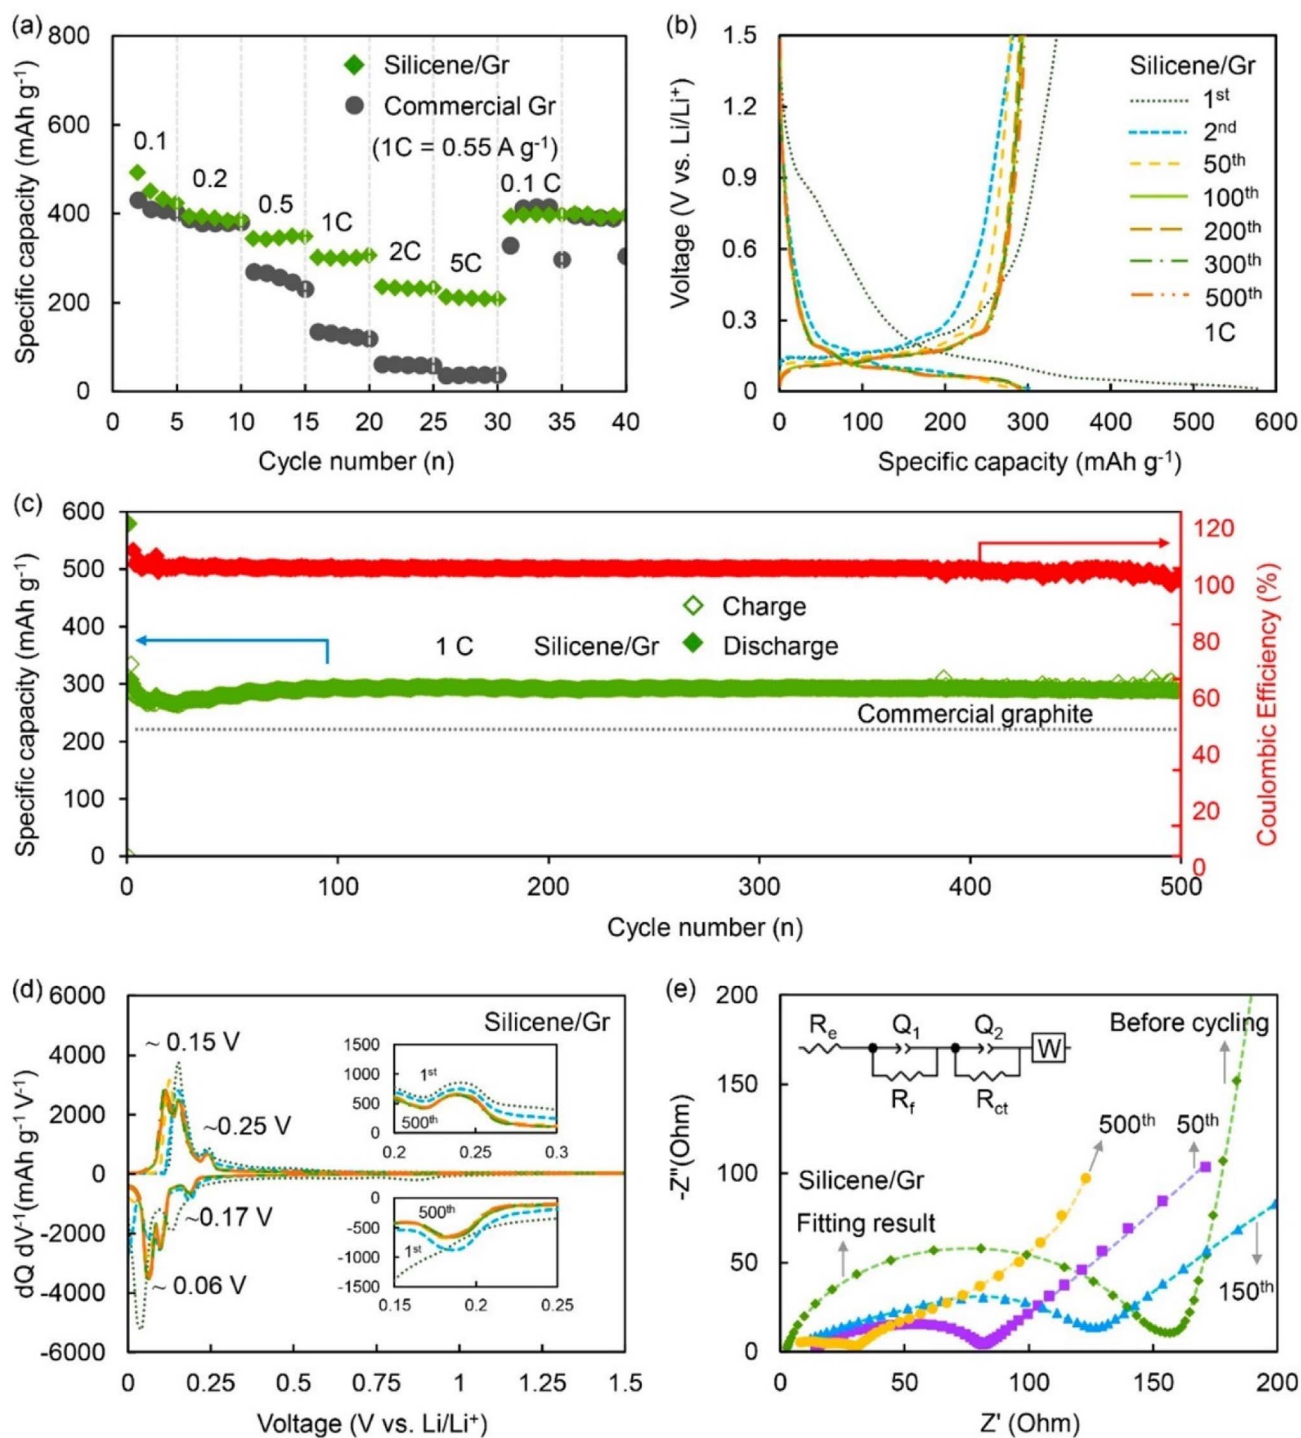 (a)
800
600
400
200
0
Specific capacity (mAh g⁻¹)
Silicene/Gr
Commercial Gr
(1C = 0.55 A g⁻¹)
0.1
0.2
0.5
1C
2C
5C
0.1 C
0 5 10 15 20 25 30 35 40
Cycle number (n)
(b)
1.5
1.2
0.9
0.6
0.3
0
Voltage (V vs. Li/Li⁺)
Silicene/Gr
1ˢᵗ
2ⁿᵈ
50ᵗʰ
100ᵗʰ
200ᵗʰ
300ᵗʰ
500ᵗʰ
1C
0 100 200 300 400 500 600
Specific capacity (mAh g⁻¹)
(c)
600
500
400
300
200
100
0
Specific capacity (mAh g⁻¹)
Charge
1 C Silicene/Gr Discharge
Commercial graphite
120
100
80
60
40
20
0
Coulombic Efficiency (%)
0 100 200 300 400 500
Cycle number (n)
(d)
6000
4000
2000
0
-2000
-4000
-6000
dQ dV⁻¹(mAh g⁻¹ V⁻¹)
Silicene/Gr
~ 0.15 V
~0.25 V
~0.17 V
~ 0.06 V
1500
1000
500
0
1ˢᵗ
500ᵗʰ
0.2 0.25 0.3
0
-500
-1000
-1500
500ᵗʰ
1ˢᵗ
0.15 0.2 0.25
0 0.25 0.5 0.75 1 1.25 1.5
Voltage (V vs. Li/Li⁺)
(e)
200
150
100
50
0
-Z"(Ohm)
Rₑ Q₁ Q₂ W
R_f R_ct
Before cycling
500ᵗʰ
50ᵗʰ
150ᵗʰ
Silicene/Gr
Fitting result
0 50 100 150 200
Z' (Ohm)